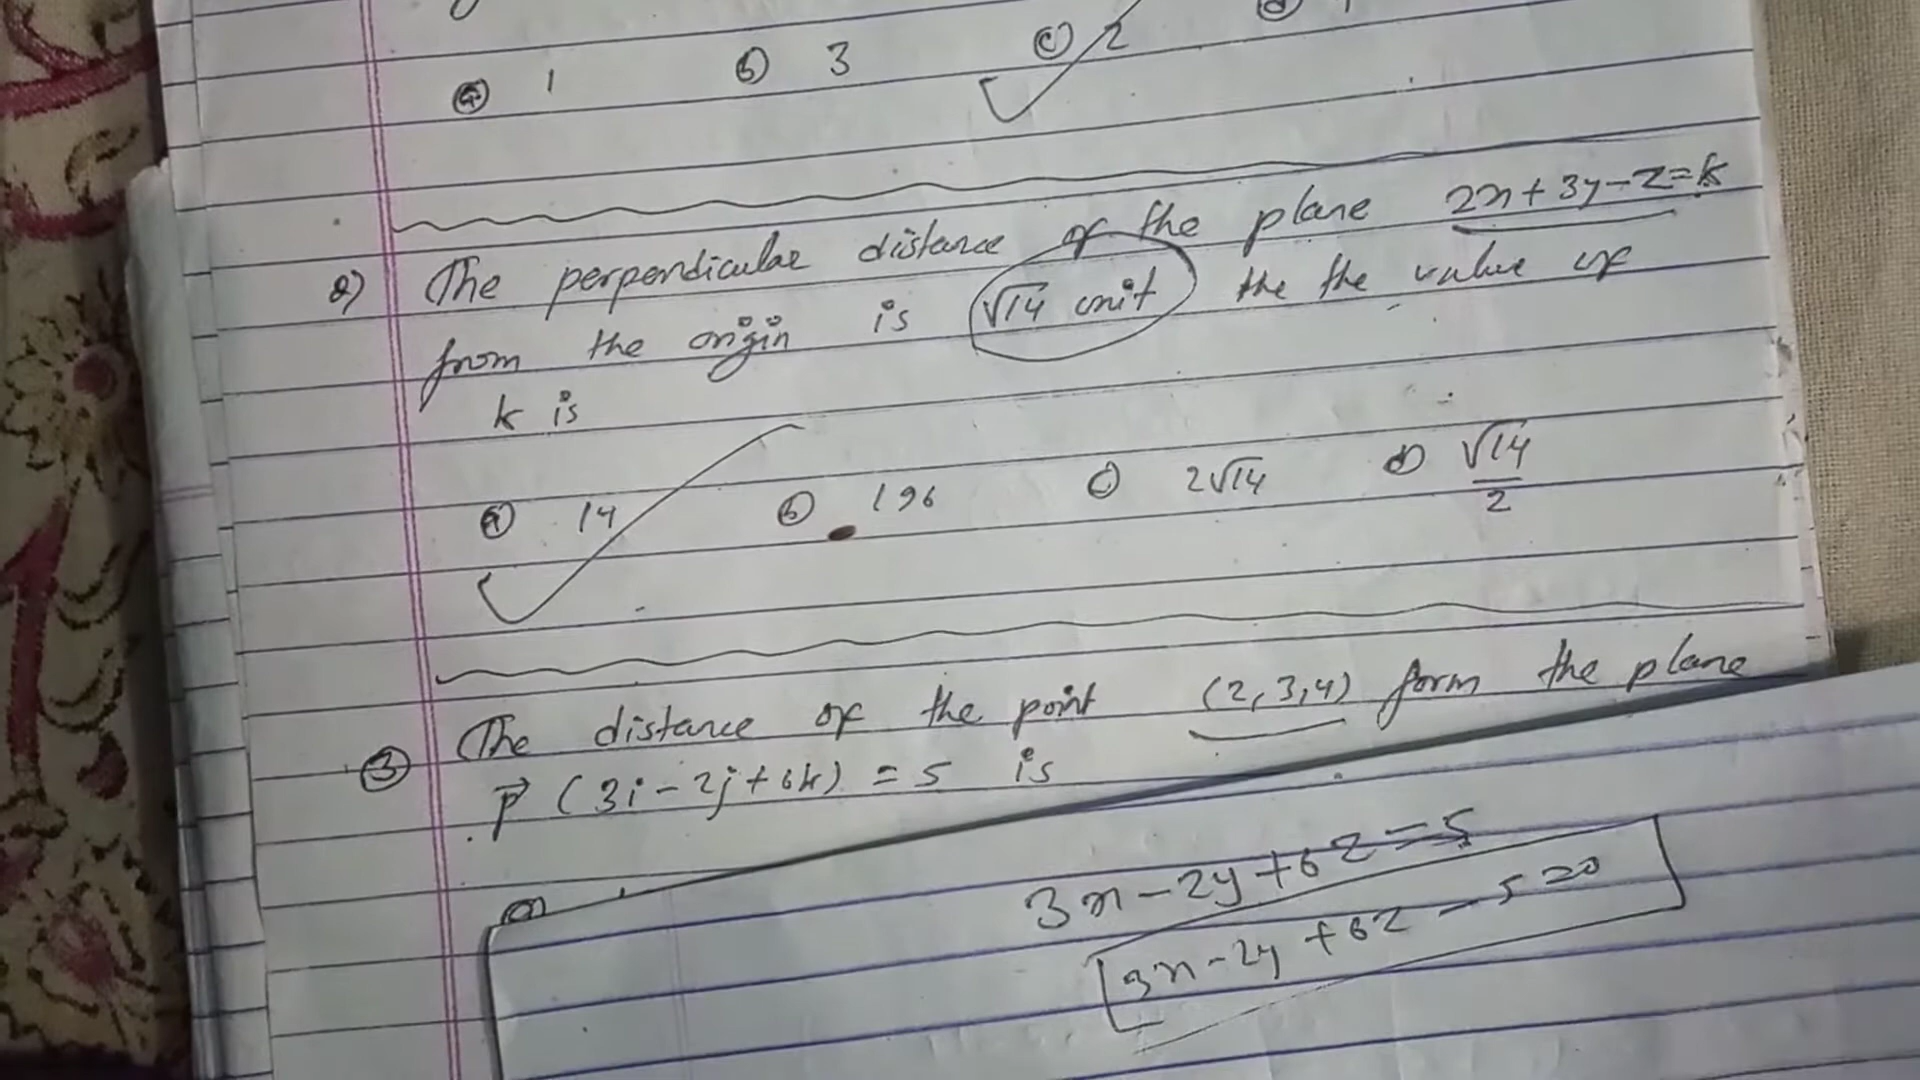 ⓐ 1 ⓑ 3 ⓒ 2 ⓓ
2) The perpendicular distance of the plane 2x+3y-z=k
from the origin is √14 unit the the value of
k is
ⓐ 14 ⓑ 196 ⓒ 2√14 ⓓ √14/2
③ The distance of the point (2,3,4) form the plane
r⃗ (3i-2j+6k) = 5 is
ⓐ
3x-2y+6z=5
3x-2y+6z-5=0